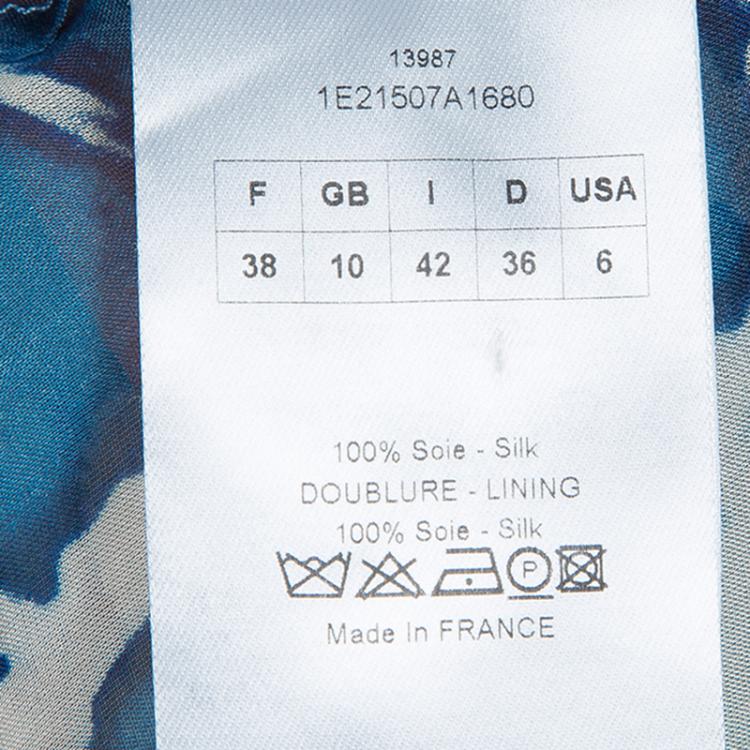 13987
1E21507A1680
F GB I D USA
38 10 42 36 6
100% Soie - Silk
DOUBLURE - LINING
100% Soie - Silk
P
Made In FRANCE